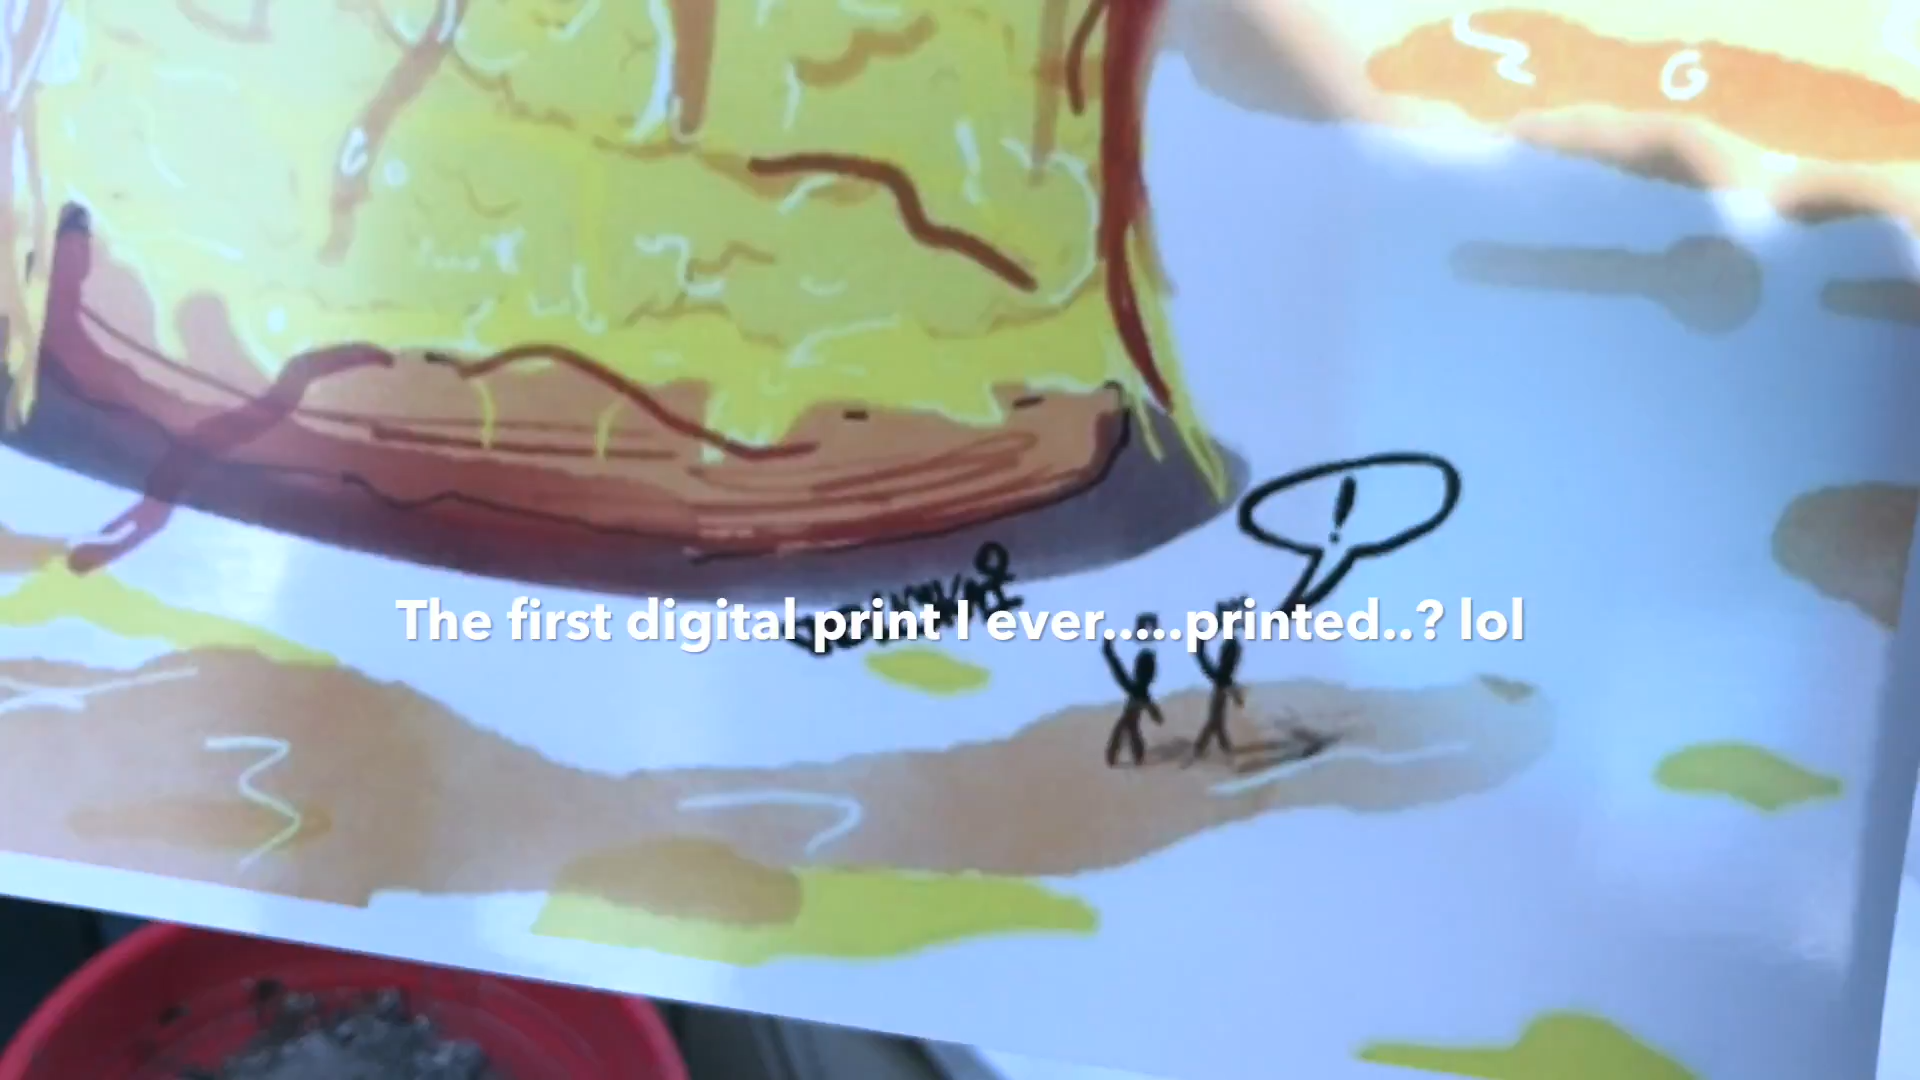 !
The first digital print I ever.....printed..? lol